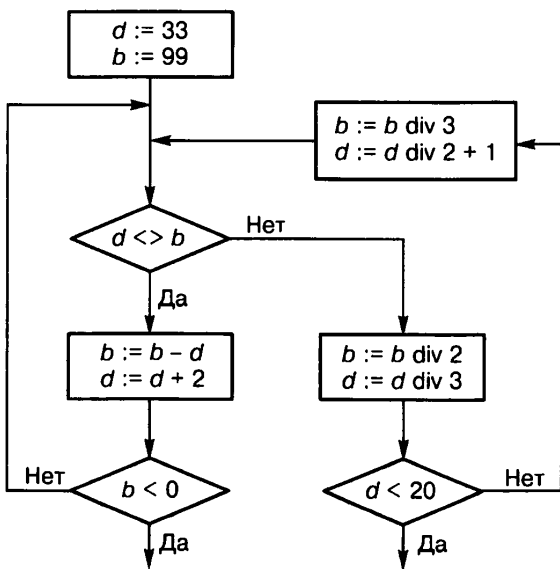 d := 33
b := 99
b := b div 3
d := d div 2 + 1
d <> b
Нет
Да
b := b – d
d := d + 2
b := b div 2
d := d div 3
Нет
b < 0
d < 20
Нет
Да
Да